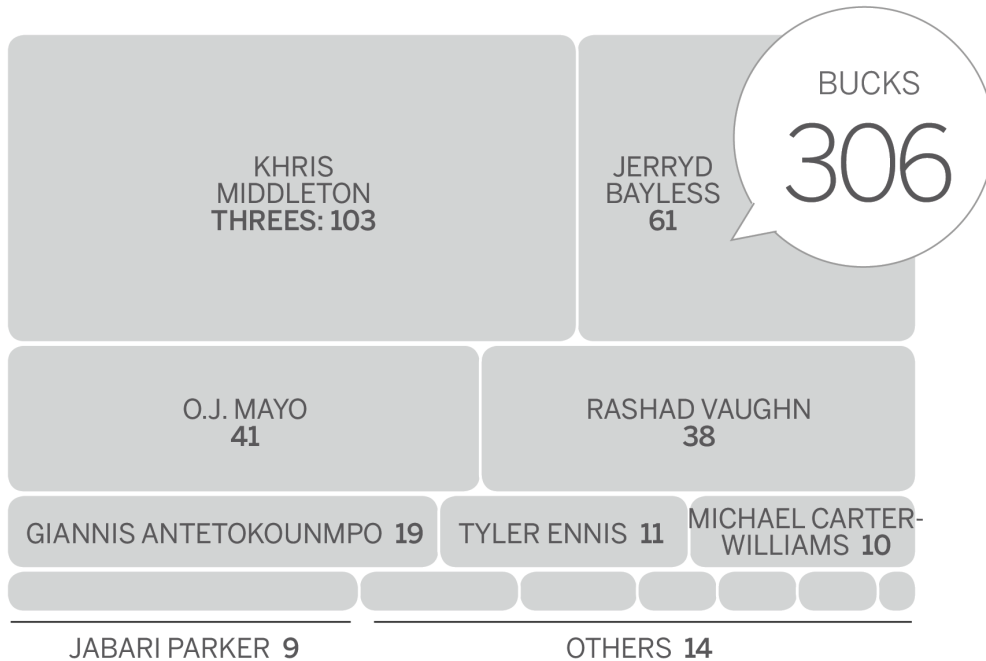 BUCKS
306
KHRIS
MIDDLETON
THREES: 103
JERRYD
BAYLESS
61
O.J. MAYO
41
RASHAD VAUGHN
38
GIANNIS ANTETOKOUNMPO 19
TYLER ENNIS 11
MICHAEL CARTER-
WILLIAMS 10
JABARI PARKER 9
OTHERS 14